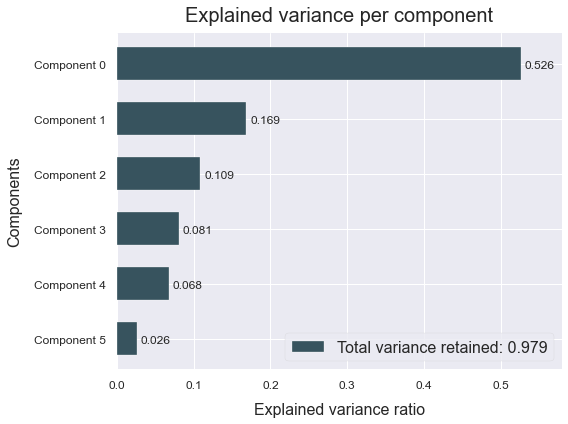 Explained variance per component
Components
Component 0
0.526
Component 1
0.169
Component 2
0.109
Component 3
0.081
Component 4
0.068
Component 5
0.026
Total variance retained: 0.979
0.0
0.1
0.2
0.3
0.4
0.5
Explained variance ratio